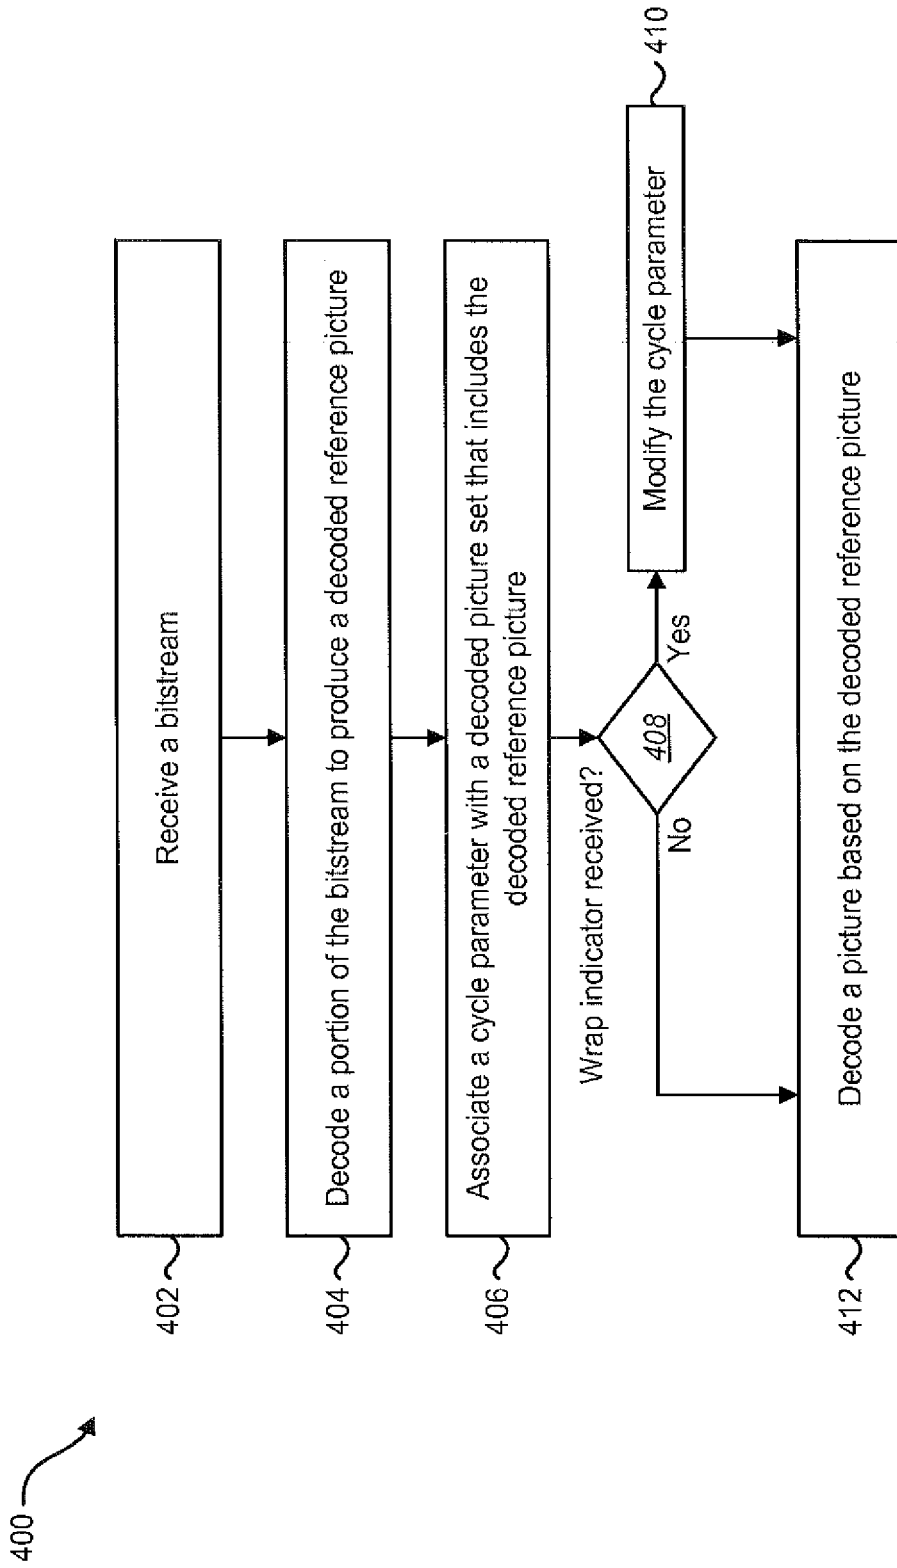 400
402
Receive a bitstream
404
Decode a portion of the bitstream to produce a decoded reference picture
406
Associate a cycle parameter with a decoded picture set that includes the
decoded reference picture
Wrap indicator received?
408
No
Yes
Modify the cycle parameter
410
412
Decode a picture based on the decoded reference picture